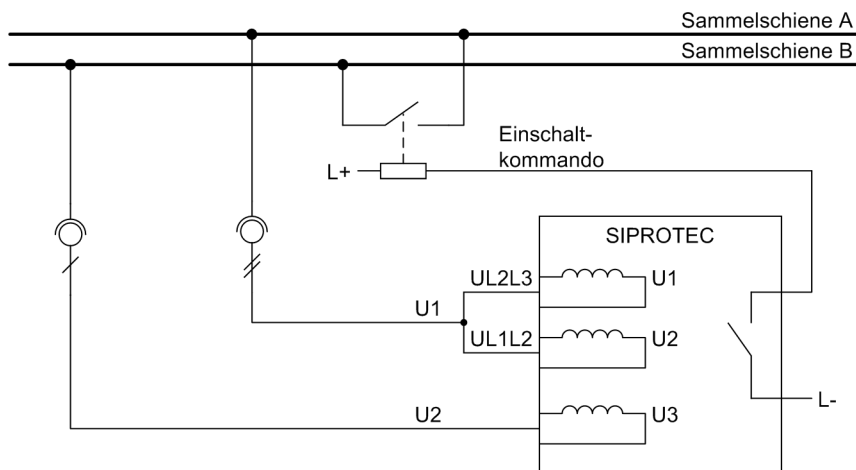 Sammelschiene A
Sammelschiene B
Einschalt-
kommando
L+
SIPROTEC
UL2L3
U1
U1
UL1L2
U2
L-
U2
U3